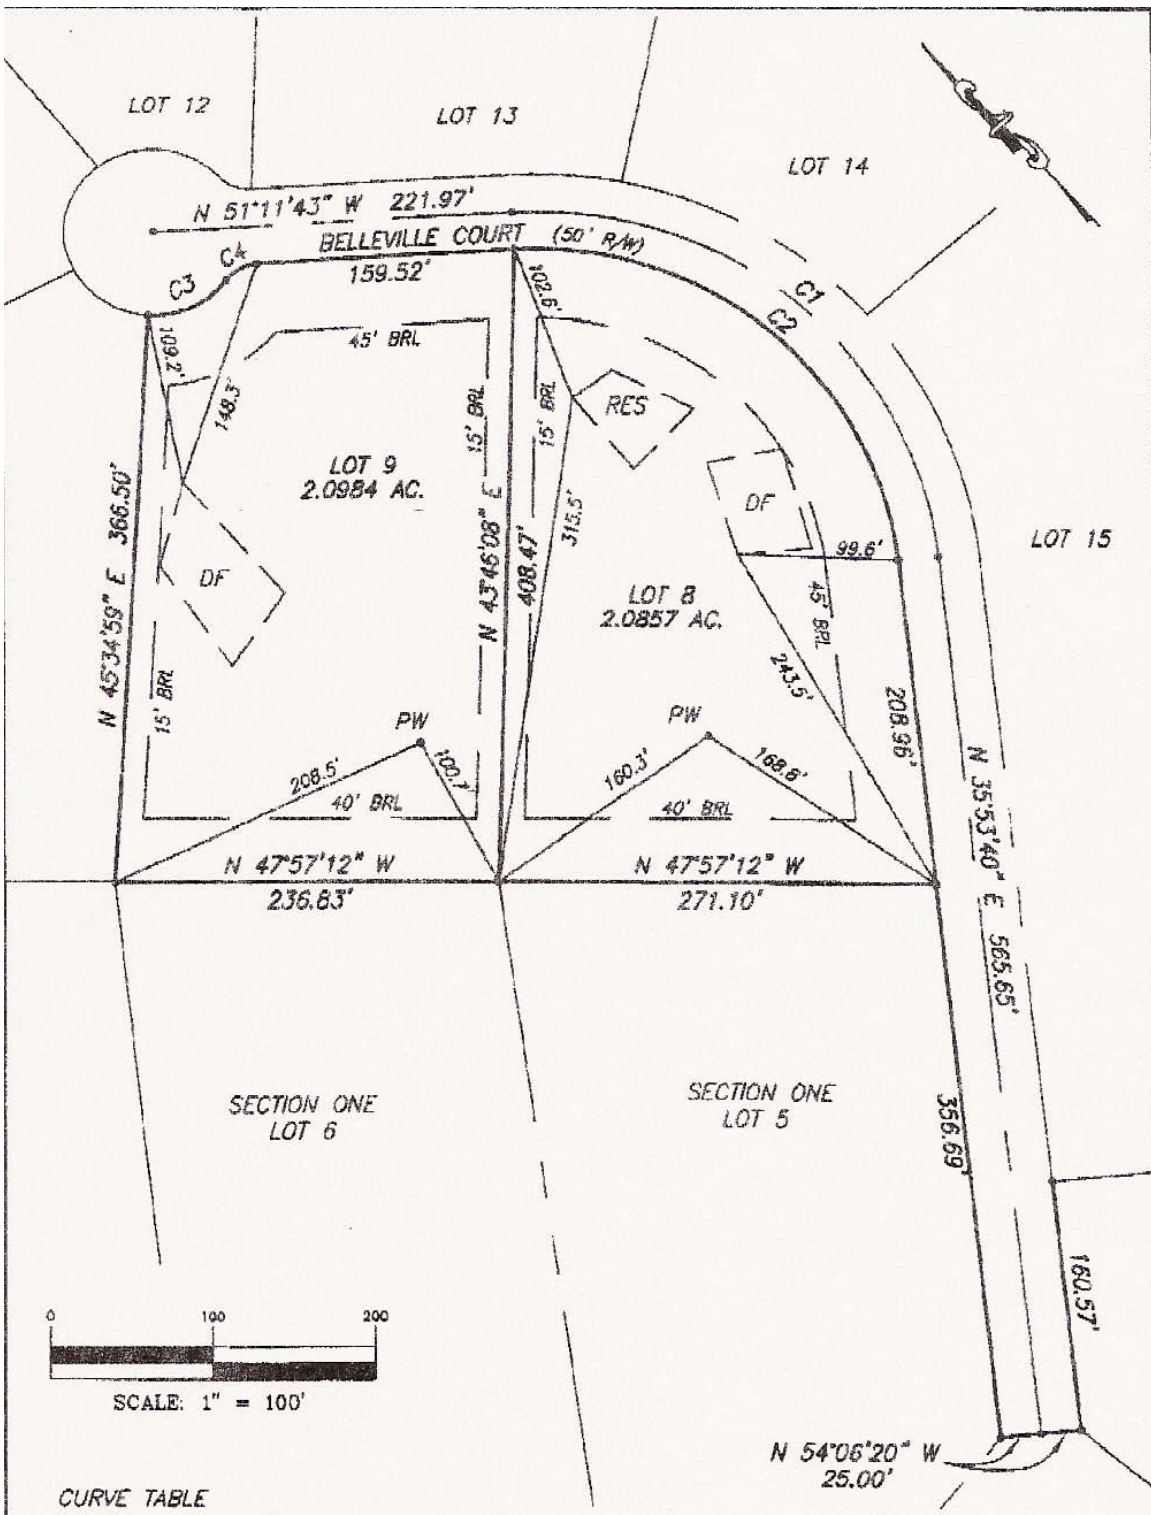 LOT 12
LOT 13
LOT 14
N 51°11'43" W 221.97'
BELLEVILLE COURT (50' R/W)
C4
C3
159.52'
C1
C2
102.6'
109.2'
148.3'
45' BRL
15' BRL
15' BRL
RES
LOT 9
2.0984 AC.
DF
LOT 15
N 45°34'59" E 366.50'
N 43°46'08" E
408.47'
315.5'
99.6'
DF
LOT 8
2.0857 AC.
45' BRL
243.5'
15' BRL
PW
PW
208.96'
208.5'
100.1'
160.3'
168.8'
40' BRL
40' BRL
N 35°53'40" E 565.65'
N 47°57'12" W
236.83'
N 47°57'12" W
271.10'
SECTION ONE
LOT 6
SECTION ONE
LOT 5
356.69'
160.57'
0 100 200
SCALE: 1" = 100'
N 54°06'20" W
25.00'
CURVE TABLE